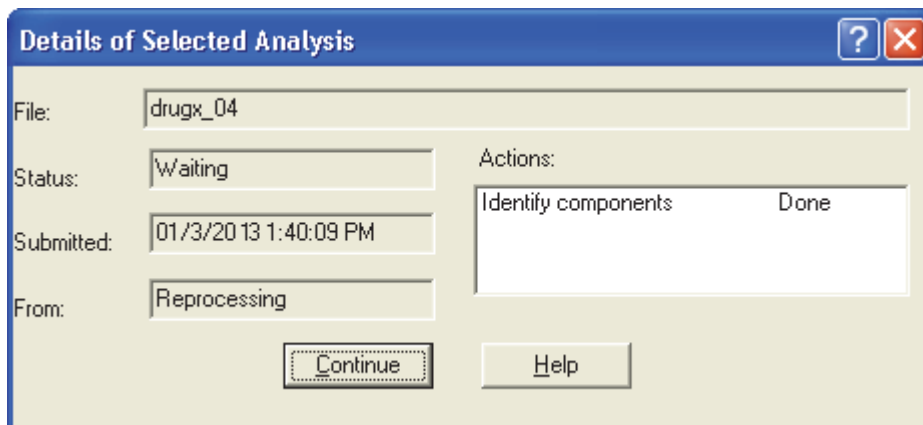 Details of Selected Analysis
File:
drugx_04
Status:
Waiting
Submitted:
01/3/2013 1:40:09 PM
From:
Reprocessing
Actions:
Identify components Done
Continue
Help